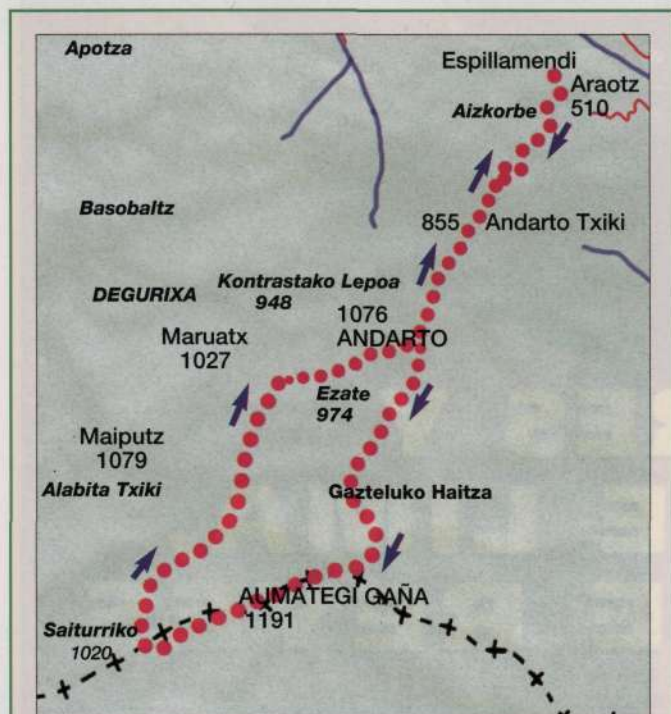 Apotza
Espillamendi
Araotz
510
Aizkorbe
Basobaltz
855 Andarto Txiki
Kontrastako Lepoa
948
DEGURIXA
1076
ANDARTO
Maruatx
1027
Ezate
974
Maiputz
1079
Alabita Txiki
Gazteluko Haitza
AUMATEGI GAÑA
1191
Saiturriko
1020